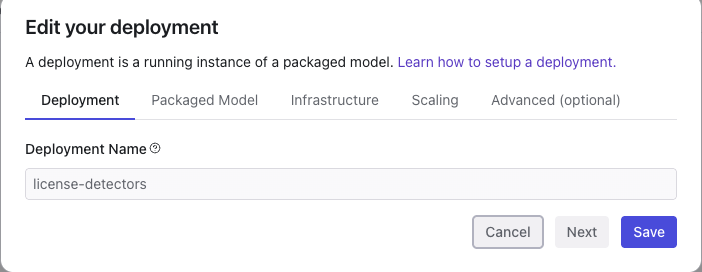 Edit your deployment
A deployment is a running instance of a packaged model. Learn how to setup a deployment.
Deployment Packaged Model Infrastructure Scaling Advanced (optional)
Deployment Name
license-detectors
Cancel Next Save